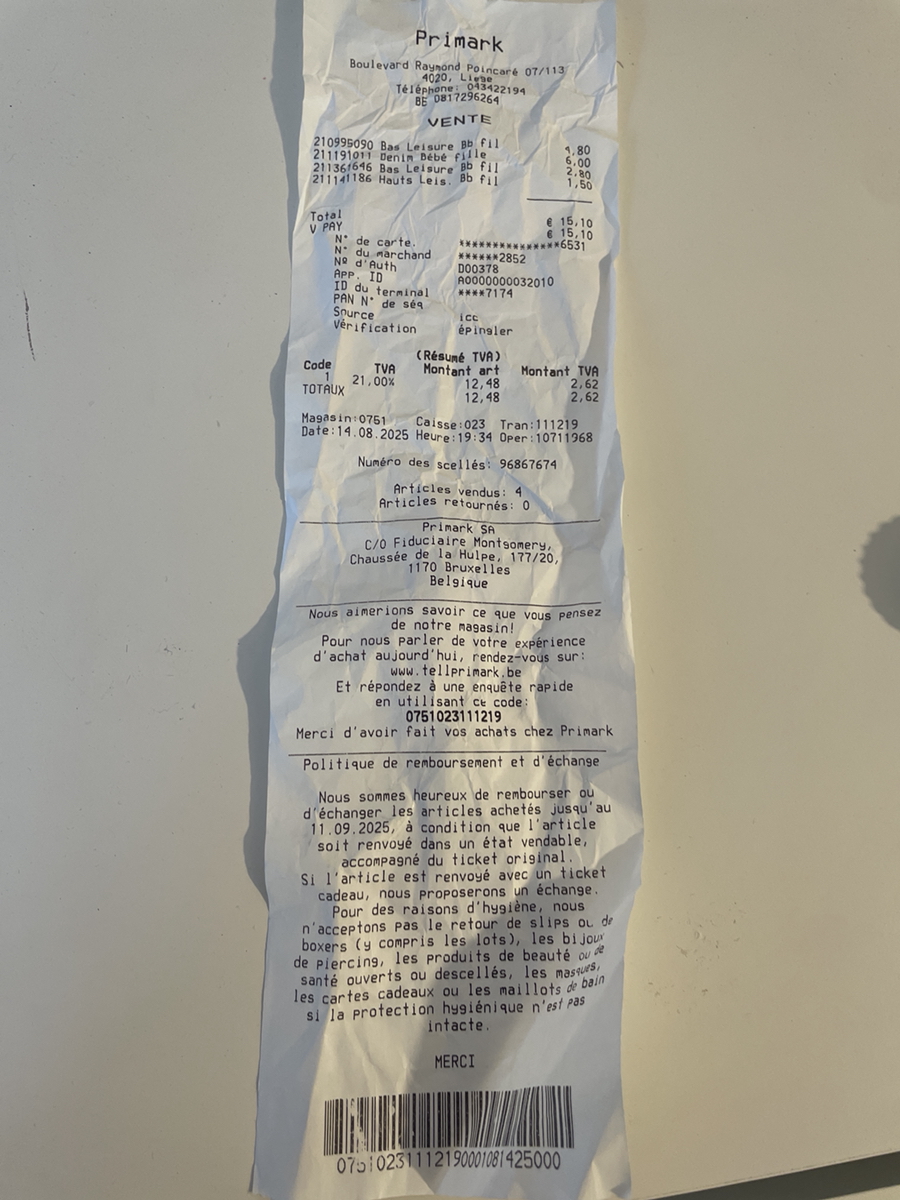 Primark
Boulevard Raymond Poincaré 07/113
4020, Liege
Téléphone: 043422194
BE 0817296264
VENTE
210995090 Bas Leisure Bb fil 4,80
211191011 Denim Bébé fille 6,00
211361646 Bas Leisure Bb fil 2,80
211141186 Hauts Leis. Bb fil 1,50
Total € 15,10
V PAY € 15,10
N° de carte. ***************6531
N° du marchand ******2852
Nº d'Auth D00378
App. ID A0000000032010
ID du terminal ****7174
PAN N° de séq
Source icc
Vérification épingler
(Résumé TVA)
Code TVA Montant art Montant TVA
1 21,00% 12,48 2,62
TOTAUX 12,48 2,62
Magasin:0751 Caisse:023 Tran:111219
Date:14.08.2025 Heure:19:34 Oper:10711968
Numéro des scellés: 96867674
Articles vendus: 4
Articles retournés: 0
Primark SA
C/O Fiduciaire Montgomery,
Chaussée de la Hulpe, 177/20,
1170 Bruxelles
Belgique
Nous aimerions savoir ce que vous pensez
de notre magasin!
Pour nous parler de votre expérience
d'achat aujourd'hui, rendez-vous sur:
www.tellprimark.be
Et répondez à une enquête rapide
en utilisant ce code:
0751023111219
Merci d'avoir fait vos achats chez Primark
Politique de remboursement et d'échange
Nous sommes heureux de rembourser ou
d'échanger les articles achetés jusqu'au
11.09.2025, à condition que l'article
soit renvoyé dans un état vendable,
accompagné du ticket original.
Si l'article est renvoyé avec un ticket
cadeau, nous proposerons un échange.
Pour des raisons d'hygiène, nous
n'acceptons pas le retour de slips ou de
boxers (y compris les lots), les bijoux
de piercing, les produits de beauté ou de
santé ouverts ou descellés, les masques,
les cartes cadeaux ou les maillots de bain
si la protection hygiénique n'est pas
intacte.
MERCI
0751023111219000108142​5000